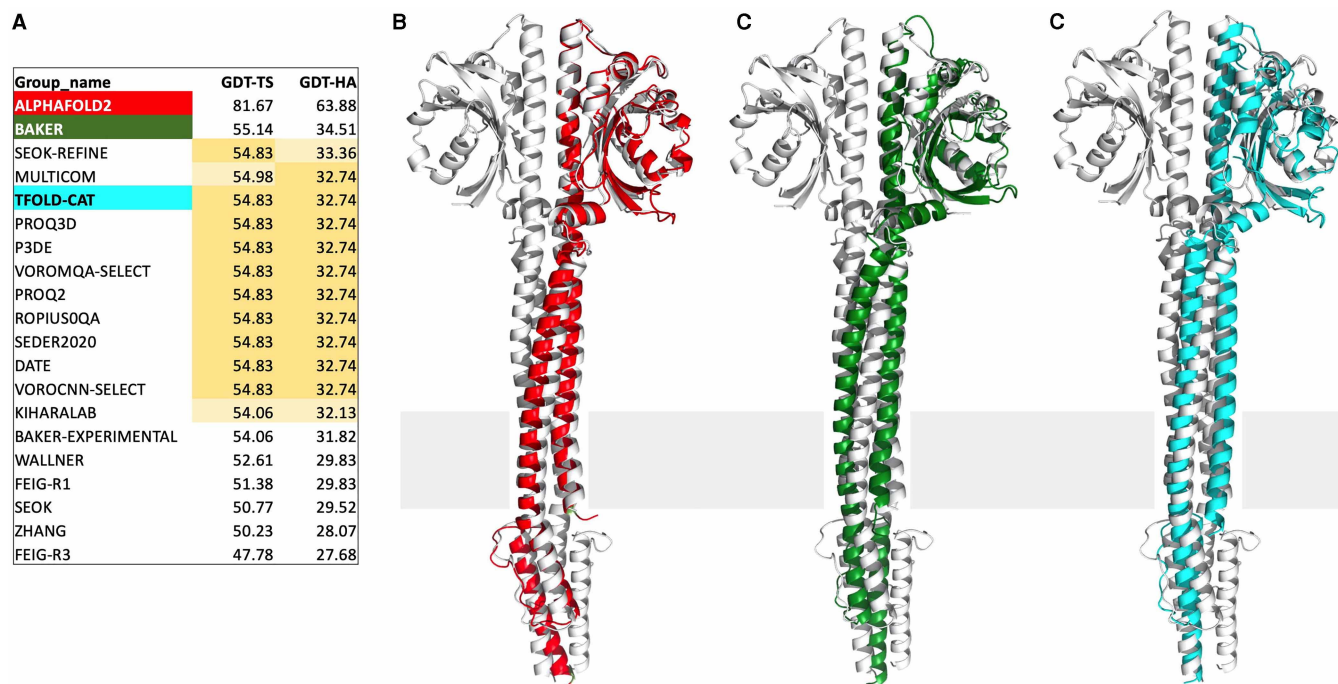 A
B
C
C
Group_name GDT-TS GDT-HA
ALPHAFOLD2 81.67 63.88
BAKER 55.14 34.51
SEOK-REFINE 54.83 33.36
MULTICOM 54.98 32.74
TFOLD-CAT 54.83 32.74
PROQ3D 54.83 32.74
P3DE 54.83 32.74
VOROMQA-SELECT 54.83 32.74
PROQ2 54.83 32.74
ROPIUS0QA 54.83 32.74
SEDER2020 54.83 32.74
DATE 54.83 32.74
VOROCNN-SELECT 54.83 32.74
KIHARALAB 54.06 32.13
BAKER-EXPERIMENTAL 54.06 31.82
WALLNER 52.61 29.83
FEIG-R1 51.38 29.83
SEOK 50.77 29.52
ZHANG 50.23 28.07
FEIG-R3 47.78 27.68